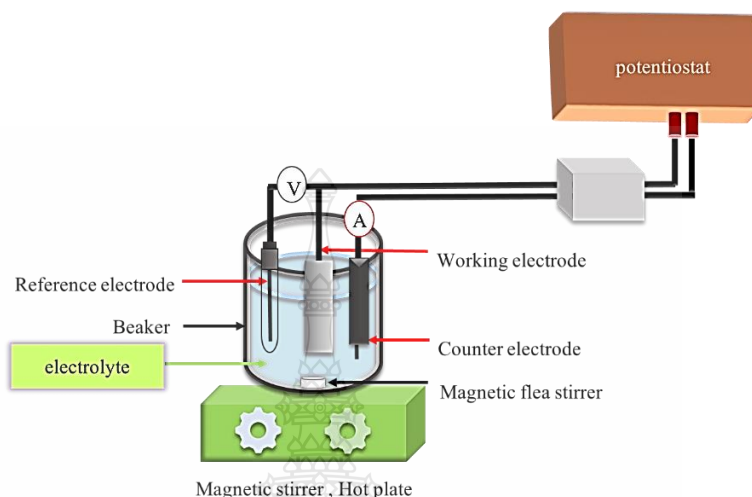 potentiostat
V
A
Working electrode
Reference electrode
Beaker
Counter electrode
electrolyte
Magnetic flea stirrer
Magnetic stirrer , Hot plate